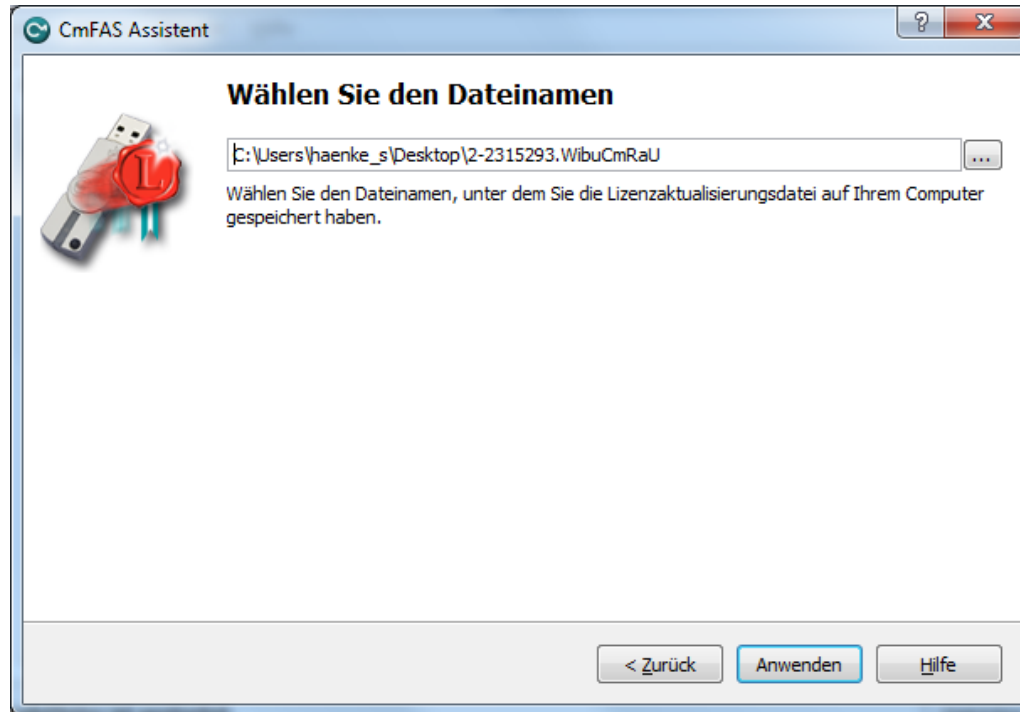 CmFAS Assistent
Wählen Sie den Dateinamen
C:\Users\haenke_s\Desktop\2-2315293.WibuCmRaU
...
Wählen Sie den Dateinamen, unter dem Sie die Lizenzaktualisierungsdatei auf Ihrem Computer
gespeichert haben.
L
< Zurück
Anwenden
Hilfe